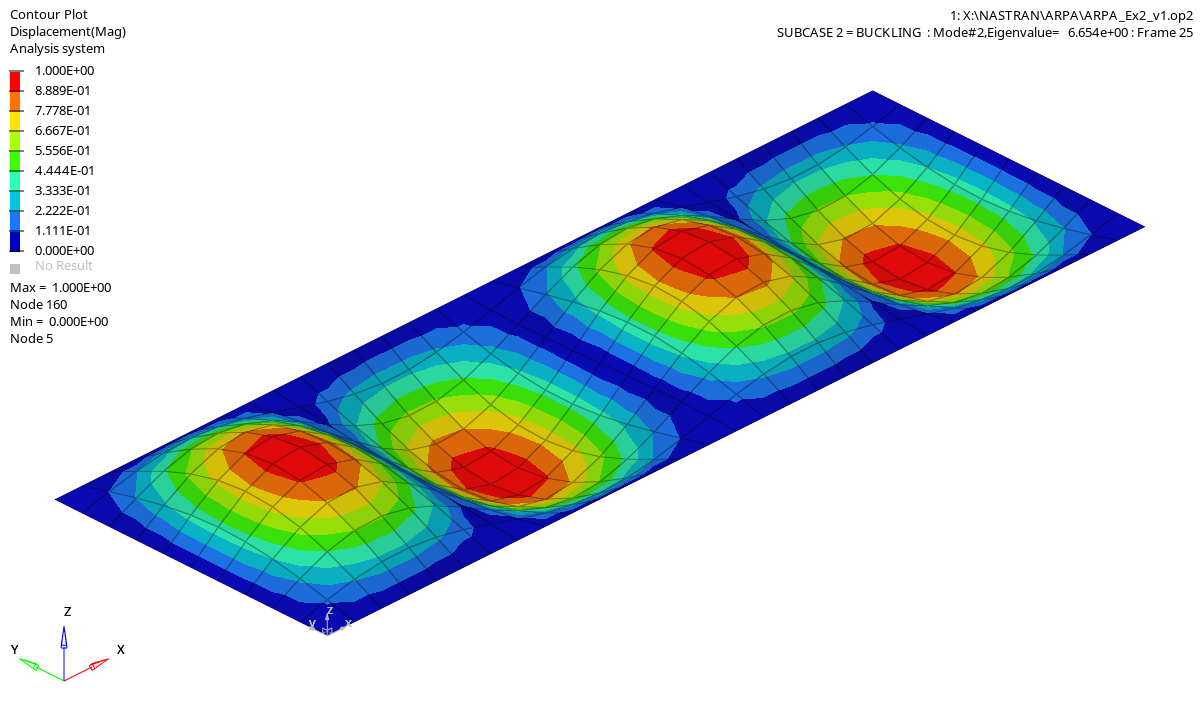 Contour Plot
Displacement(Mag)
Analysis system
1.000E+00
8.889E-01
7.778E-01
6.667E-01
5.556E-01
4.444E-01
3.333E-01
2.222E-01
1.111E-01
0.000E+00
No Result
Max = 1.000E+00
Node 160
Min = 0.000E+00
Node 5
1: X:\NASTRAN\ARPA\ARPA_Ex2_v1.op2
SUBCASE 2 = BUCKLING : Mode#2,Eigenvalue= 6.654e+00 : Frame 25
Z
Y X
Z
Y X